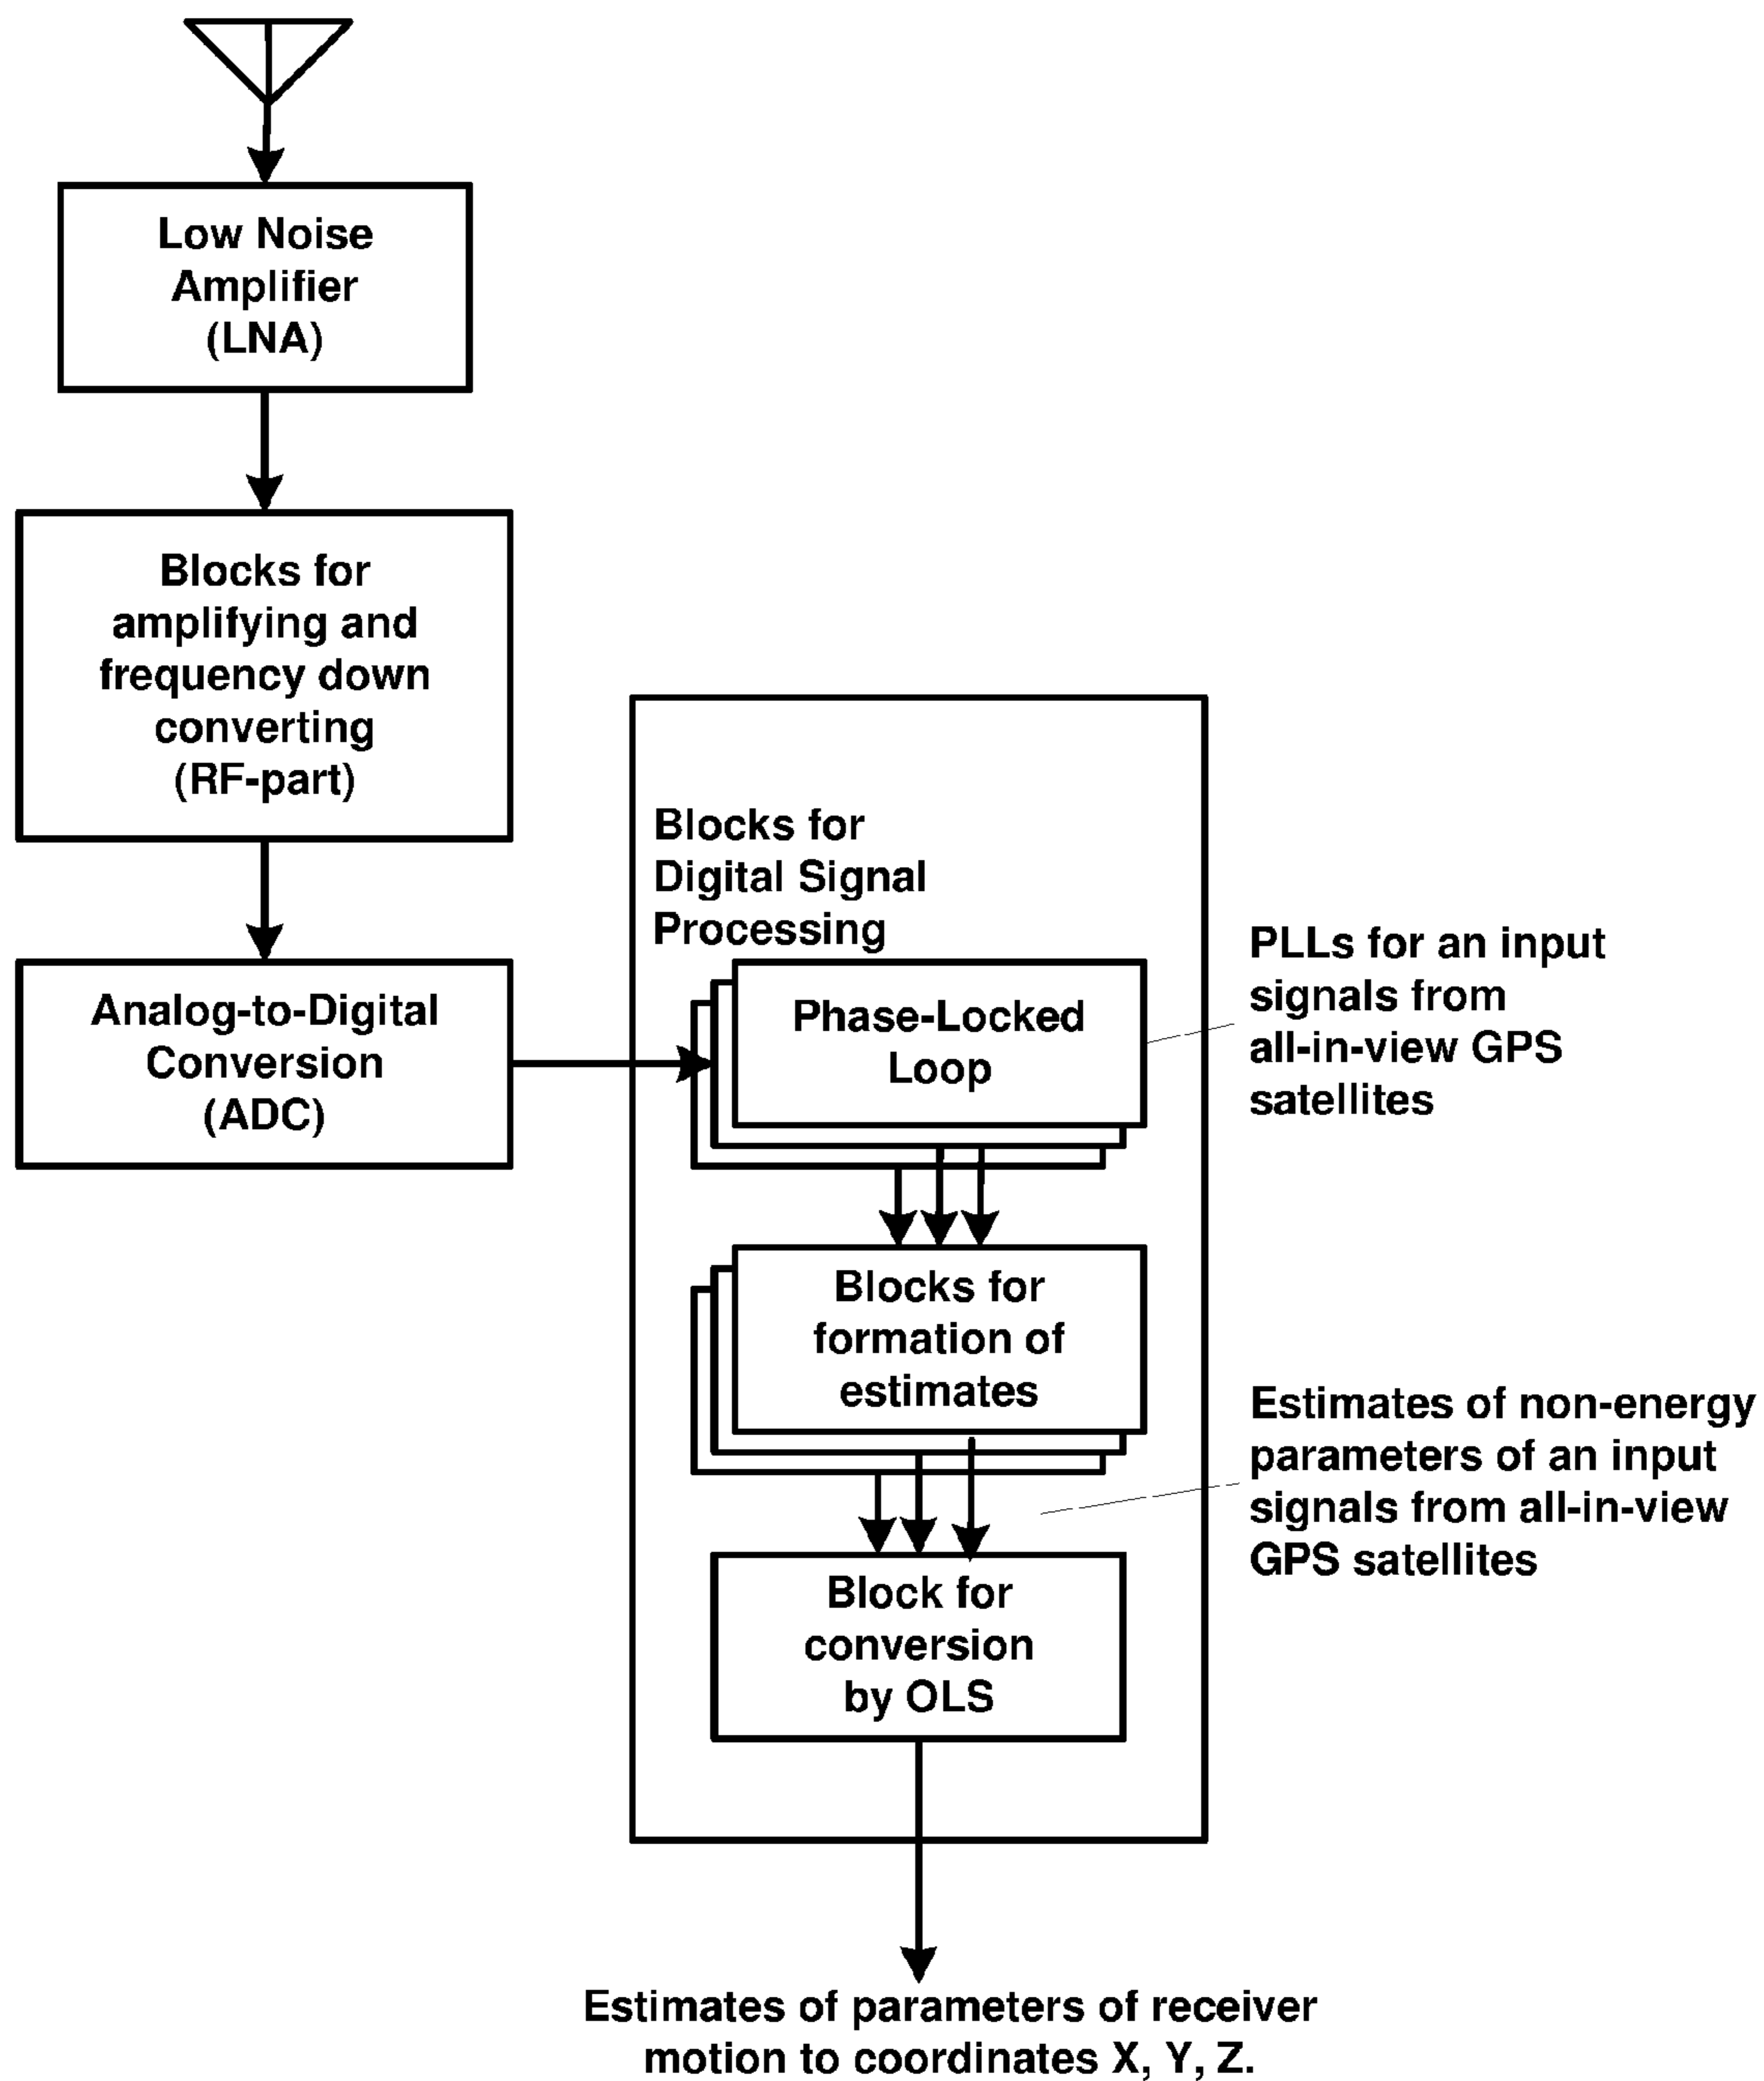 Low Noise
Amplifier
(LNA)
Blocks for
amplifying and
frequency down
converting
(RF-part)
Analog-to-Digital
Conversion
(ADC)
Blocks for
Digital Signal
Processing
Phase-Locked
Loop
PLLs for an input
signals from
all-in-view GPS
satellites
Blocks for
formation of
estimates
Estimates of non-energy
parameters of an input
signals from all-in-view
GPS satellites
Block for
conversion
by OLS
Estimates of parameters of receiver
motion to coordinates X, Y, Z.